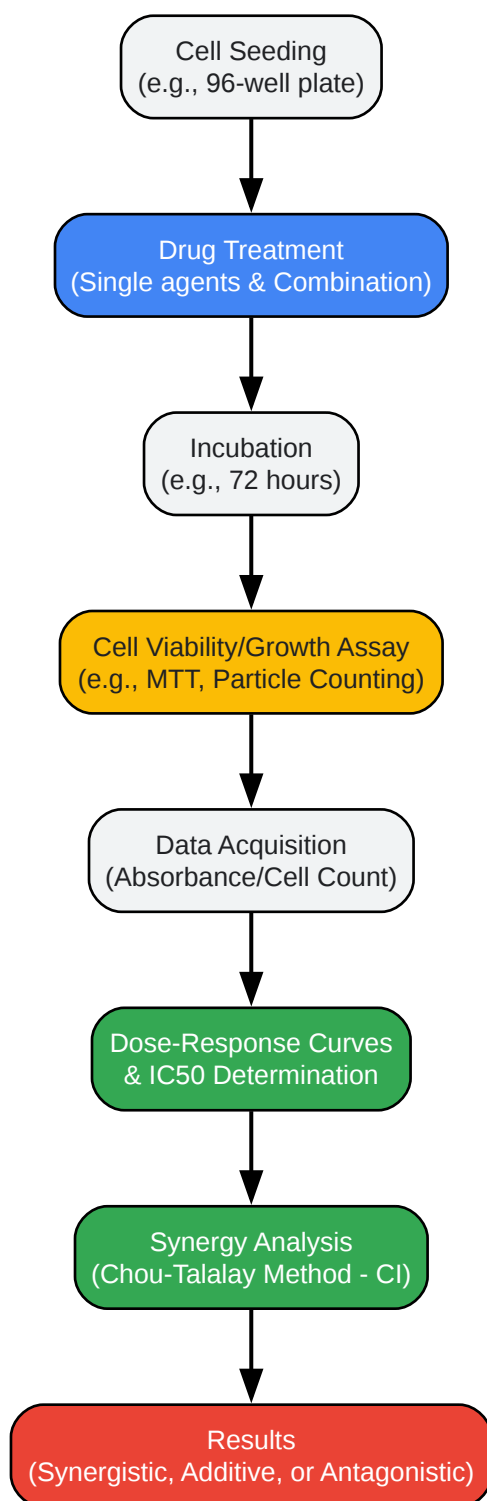 Cell Seeding
(e.g., 96-well plate)
Drug Treatment
(Single agents & Combination)
Incubation
(e.g., 72 hours)
Cell Viability/Growth Assay
(e.g., MTT, Particle Counting)
Data Acquisition
(Absorbance/Cell Count)
Dose-Response Curves
& IC50 Determination
Synergy Analysis
(Chou-Talalay Method - CI)
Results
(Synergistic, Additive, or Antagonistic)